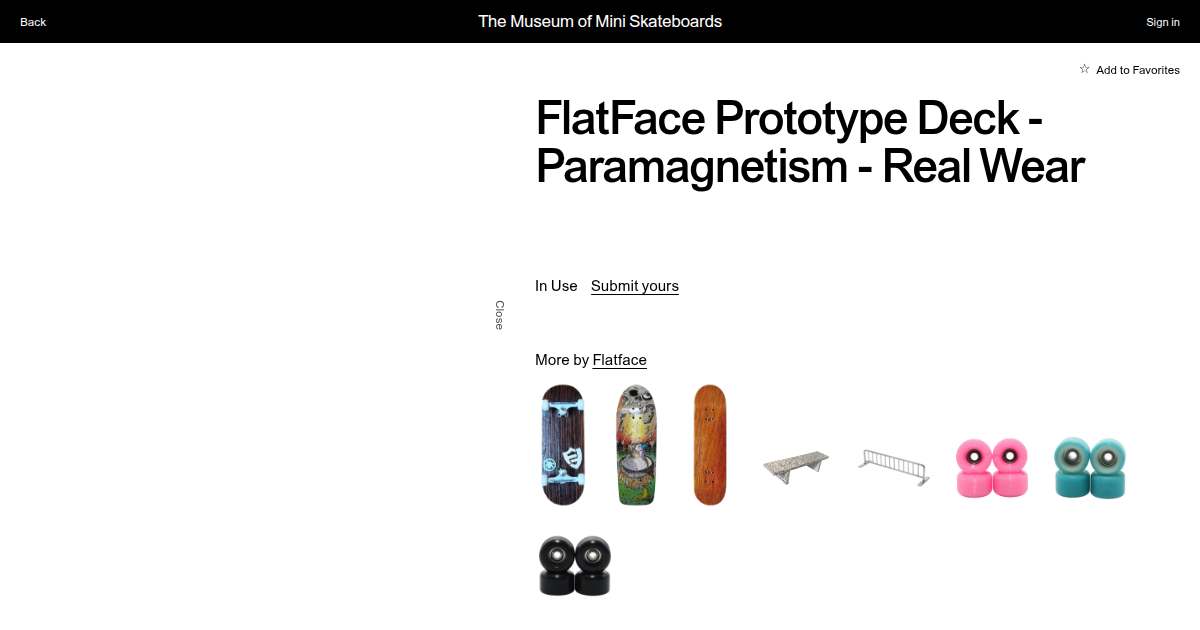 Back
The Museum of Mini Skateboards
Sign in
☆ Add to Favorites
FlatFace Prototype Deck -
Paramagnetism - Real Wear
In Use Submit yours
Close
More by Flatface